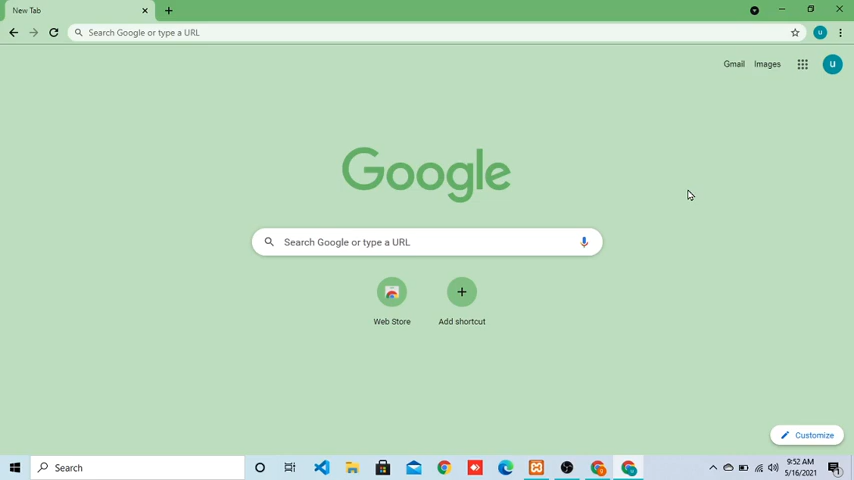 New Tab
Search Google or type a URL
u
Gmail Images u
Google
Search Google or type a URL
Web Store Add shortcut
Customize
Search
9:52 AM
5/16/2021
1